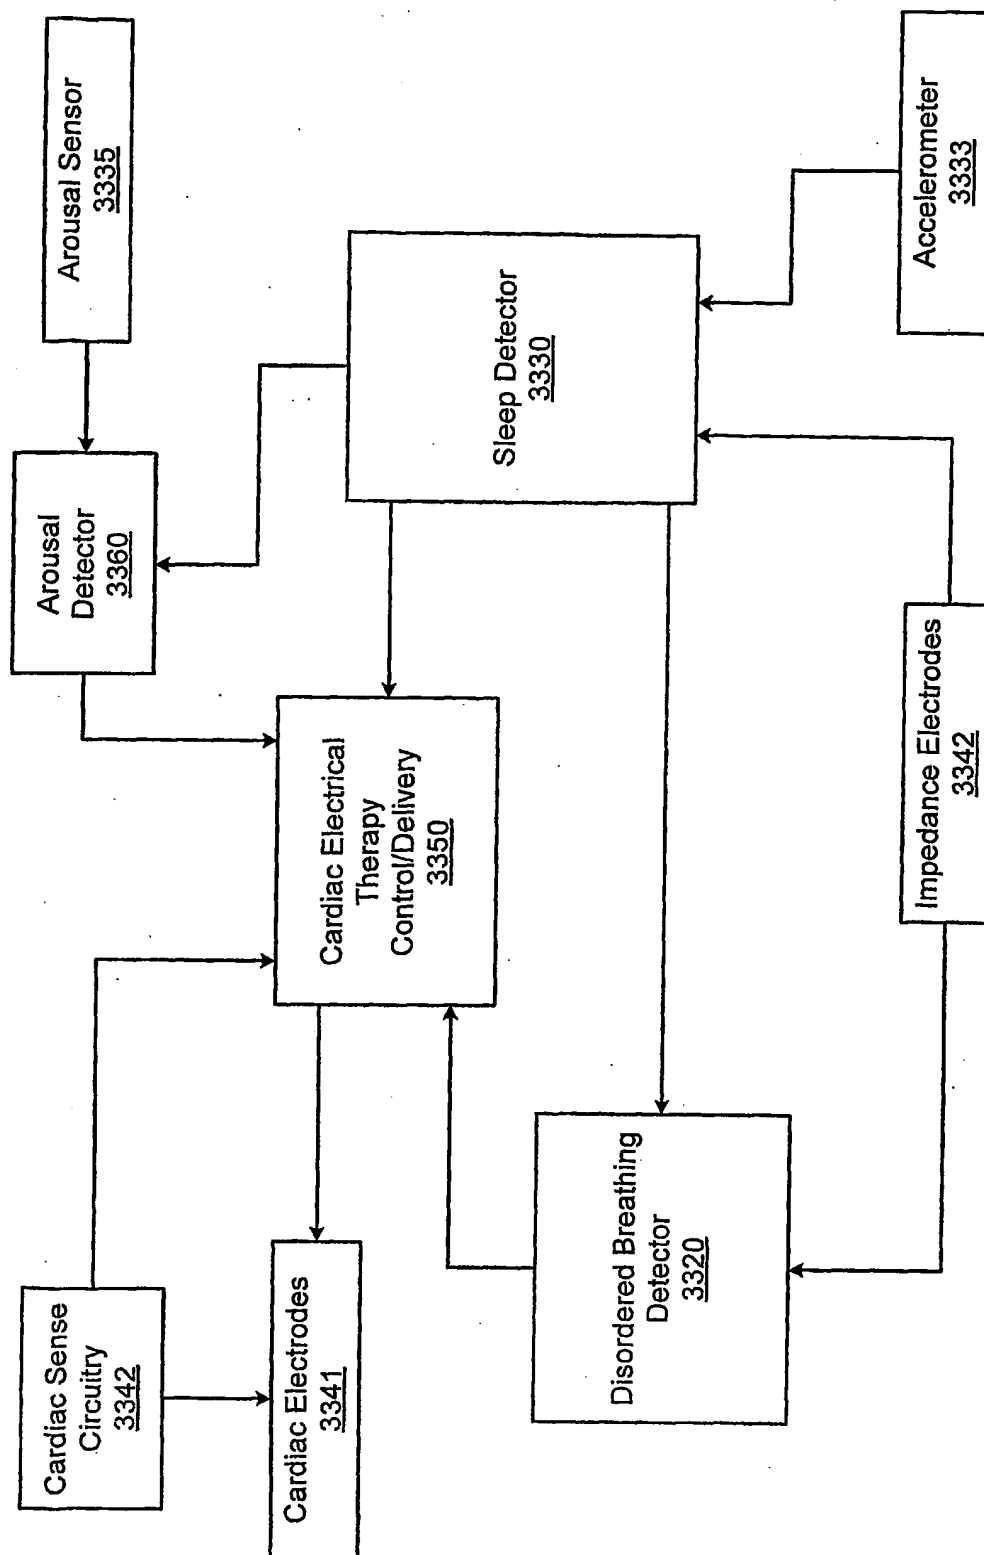 Cardiac Sense
Circuitry
3342
Arousal
Detector
3360
Arousal Sensor
3335
Cardiac Electrodes
3341
Cardiac Electrical
Therapy
Control/Delivery
3350
Sleep Detector
3330
Disordered Breathing
Detector
3320
Impedance Electrodes
3342
Accelerometer
3333